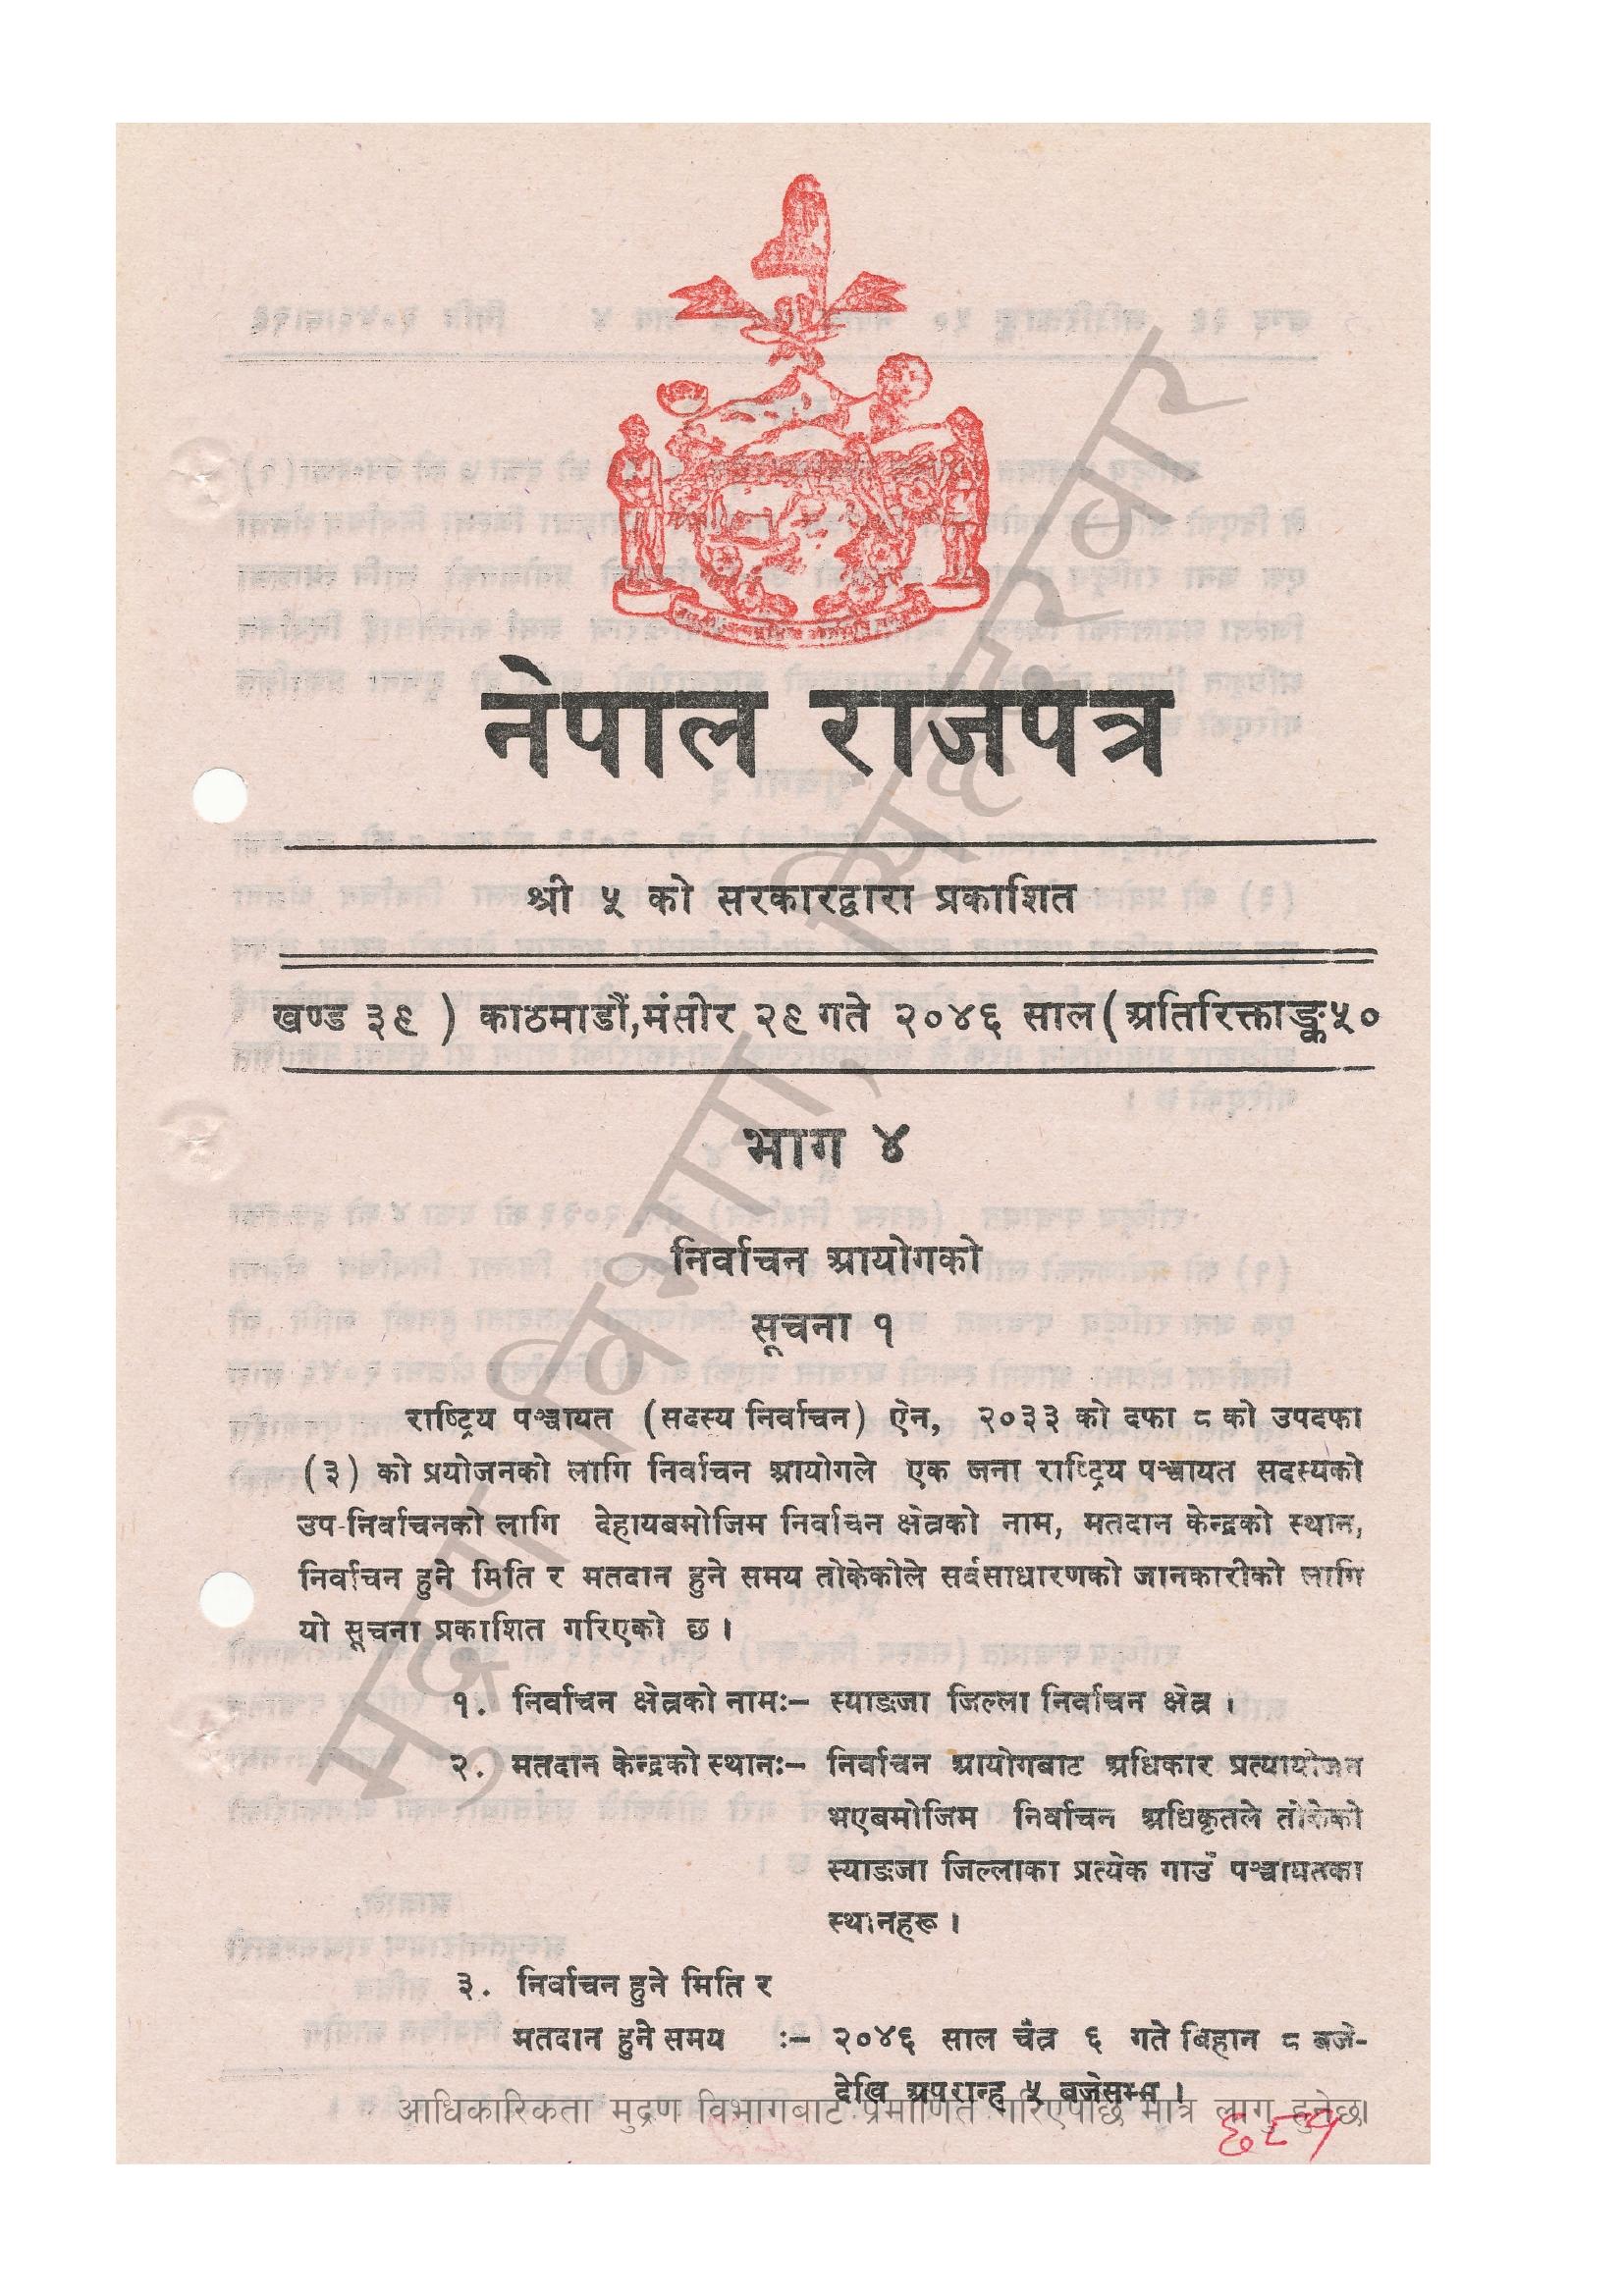 नेपाल राजपत्र
श्री ५ को सरकारद्वारा प्रकाशित
खण्ड ३९ ) काठमाडौं, मंसीर २९ गते २०४६ साल ( अतिरिक्ताङ्क ५०
भाग ४
निर्वाचन आयोगको
सूचना १
राष्ट्रिय पञ्चायत (सदस्य निर्वाचन) ऐन, २०३३ को दफा ८ को उपदफा
(३) को प्रयोजनको लागि निर्वाचन आयोगले एक जना राष्ट्रिय पञ्चायत सदस्यको
उप-निर्वाचनको लागि देहायबमोजिम निर्वाचन क्षेत्रको नाम, मतदान केन्द्रको स्थान,
निर्वाचन हुने मिति र मतदान हुने समय तोकेकोले सर्वसाधारणको जानकारीको लागि
यो सूचना प्रकाशित गरिएको छ ।
१. निर्वाचन क्षेत्रको नामः– स्याङजा जिल्ला निर्वाचन क्षेत्र ।
२. मतदान केन्द्रको स्थानः– निर्वाचन आयोगबाट अधिकार प्रत्यायोजन
भएबमोजिम निर्वाचन अधिकृतले तोकेको
स्याङजा जिल्लाका प्रत्येक गाउँ पञ्चायतका
स्थानहरू ।
३. निर्वाचन हुने मिति र
मतदान हुने समय :– २०४६ साल चैत्र ६ गते बिहान ८ बजे-
देखि अपरान्ह ५ बजेसम्म ।
आधिकारिकता मुद्रण विभागबाट प्रमाणित गरिएपछि मात्र लागु हुनेछ।
६८५
मुद्रण विभाग, सिंहदरवार